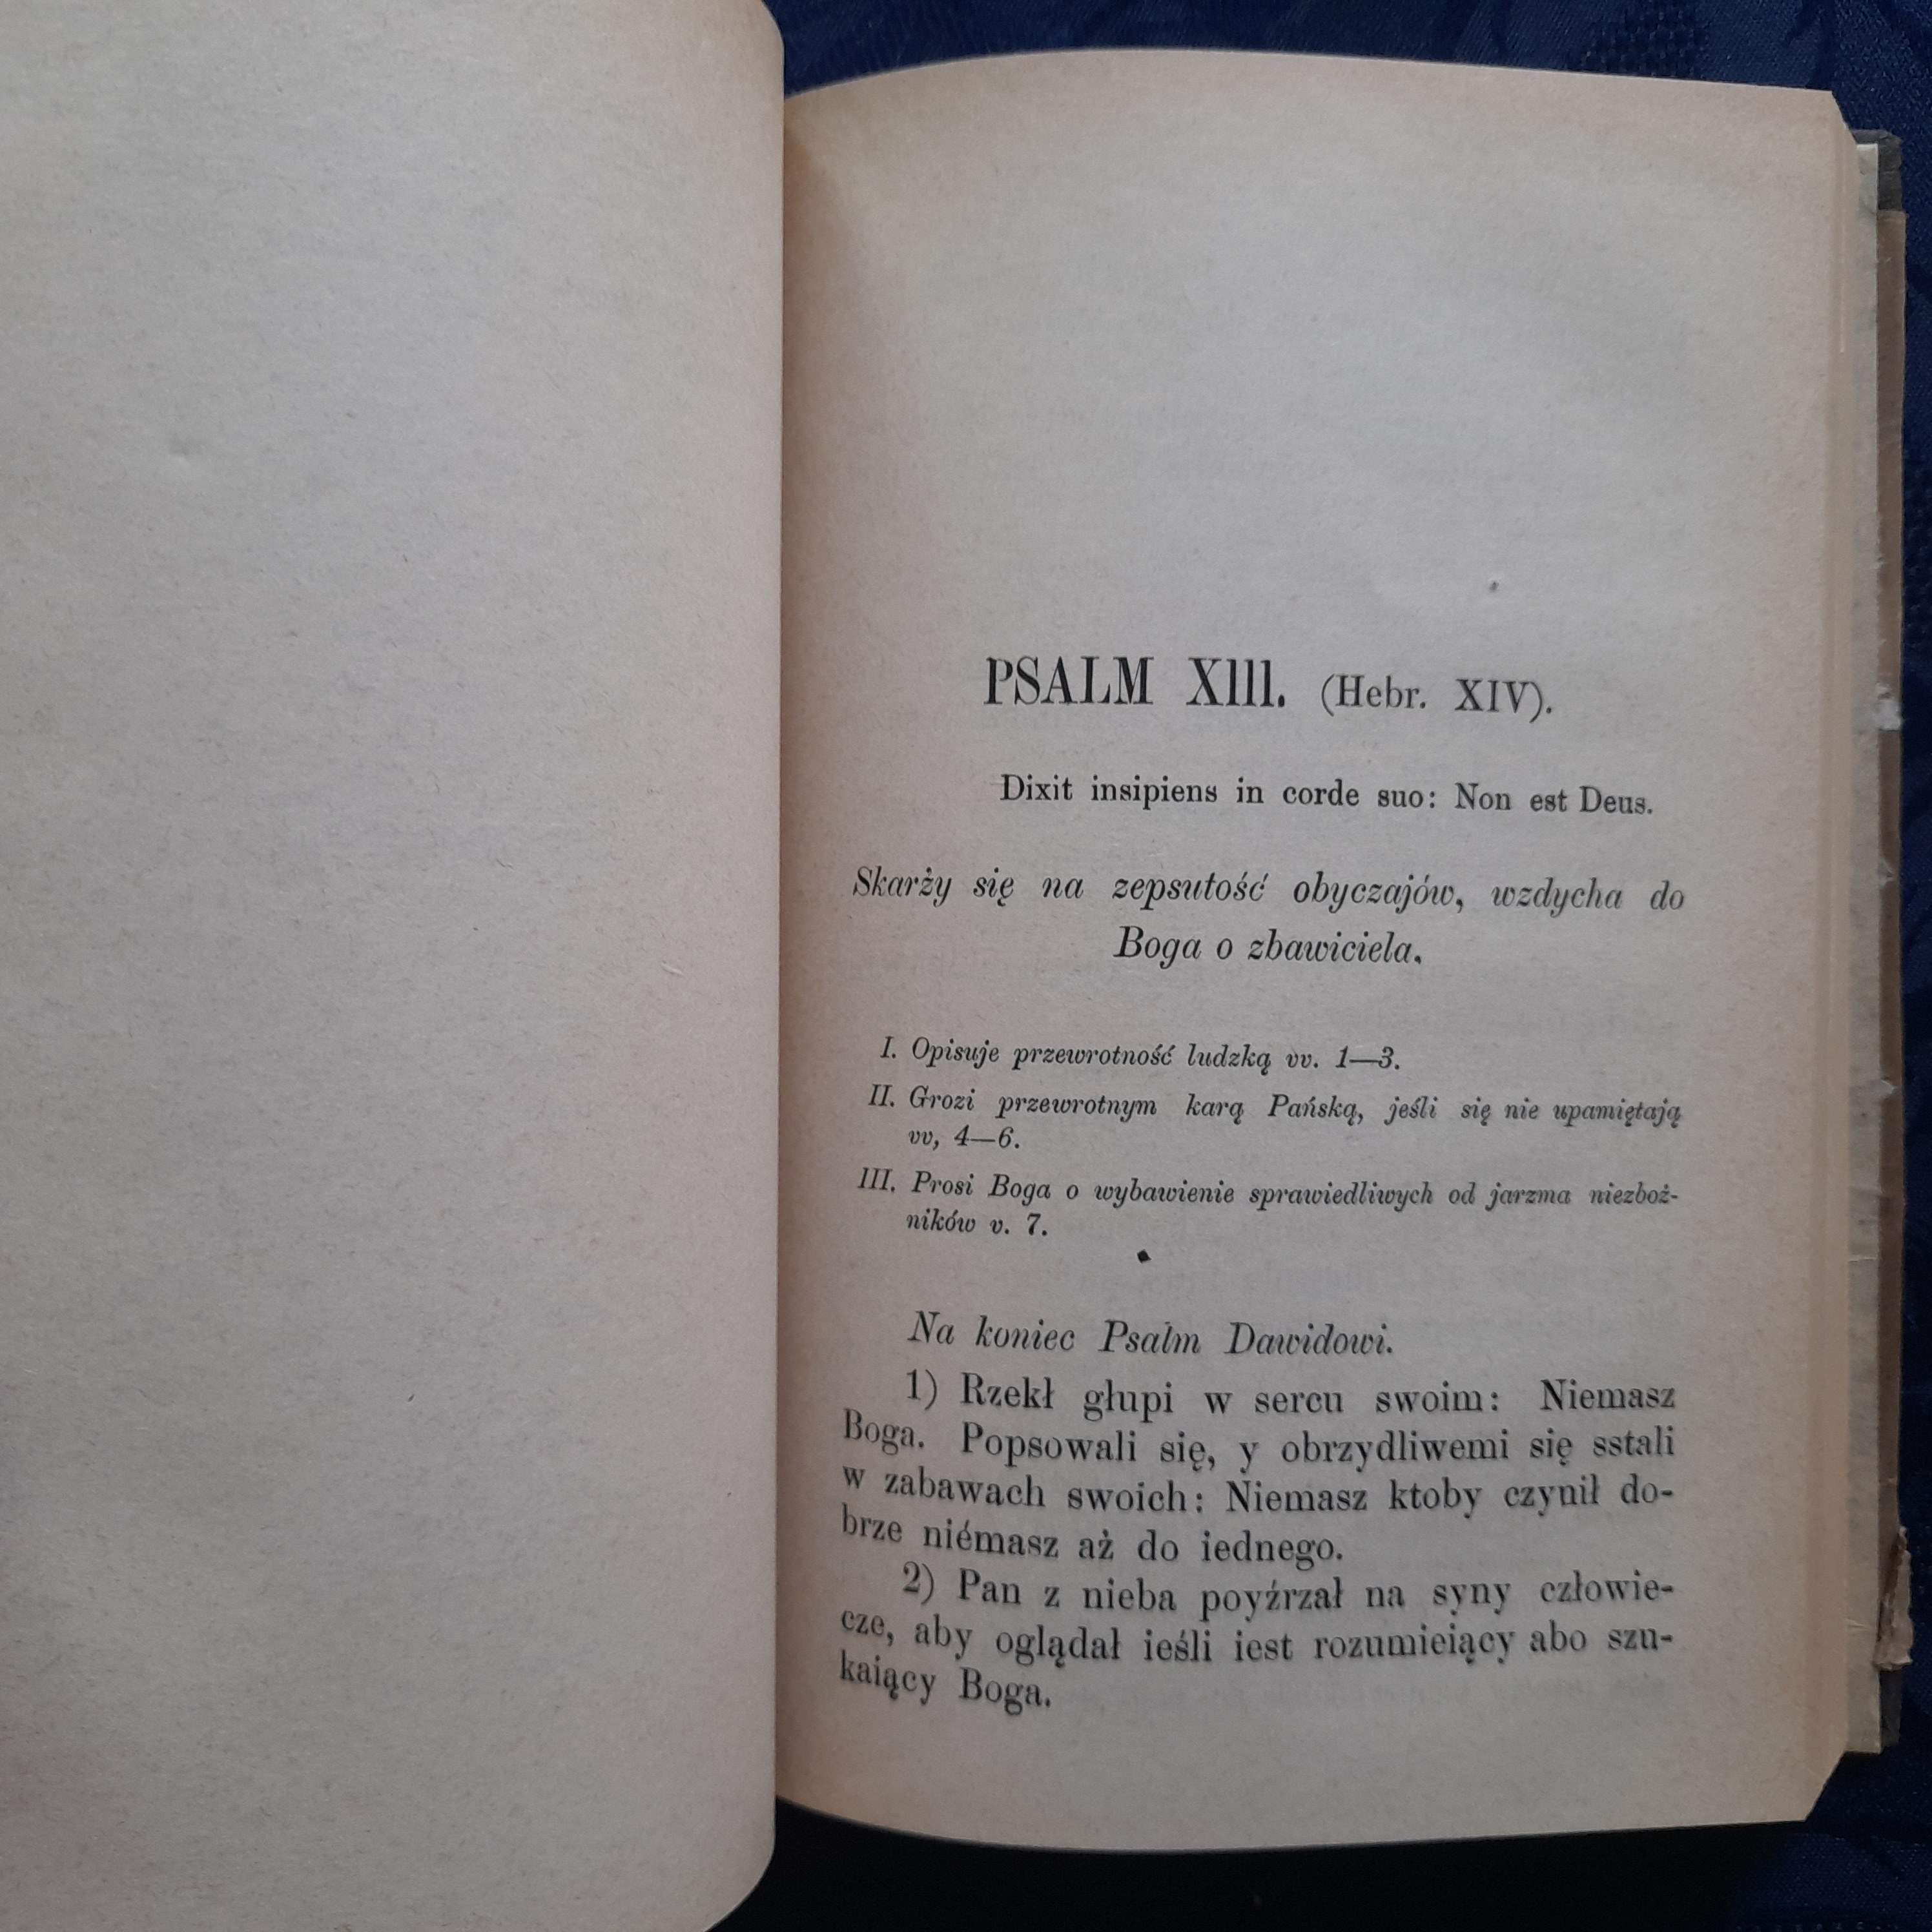 PSALM XIII. (Hebr. XIV).
Dixit insipiens in corde suo: Non est Deus.
Skarży się na zepsutość obyczajów, wzdycha do
Boga o zbawiciela.
I. Opisuje przewrotność ludzką vv. 1—3.
II. Grozi przewrotnym karą Pańską, jeśli się nie upamiętają
vv, 4—6.
III. Prosi Boga o wybawienie sprawiedliwych od jarzma niezboż-
ników v. 7.
Na koniec Psalm Dawidowi.
1) Rzekł głupi w sercu swoim: Niemasz
Boga. Popsowali się, y obrzydliwemi się sstali
w zabawach swoich: Niemasz ktoby czynił do-
brze niémasz aż do iednego.
2) Pan z nieba poyźrzał na syny człowie-
cze, aby oglądał ieśli iest rozumieiący abo szu-
kaiący Boga.